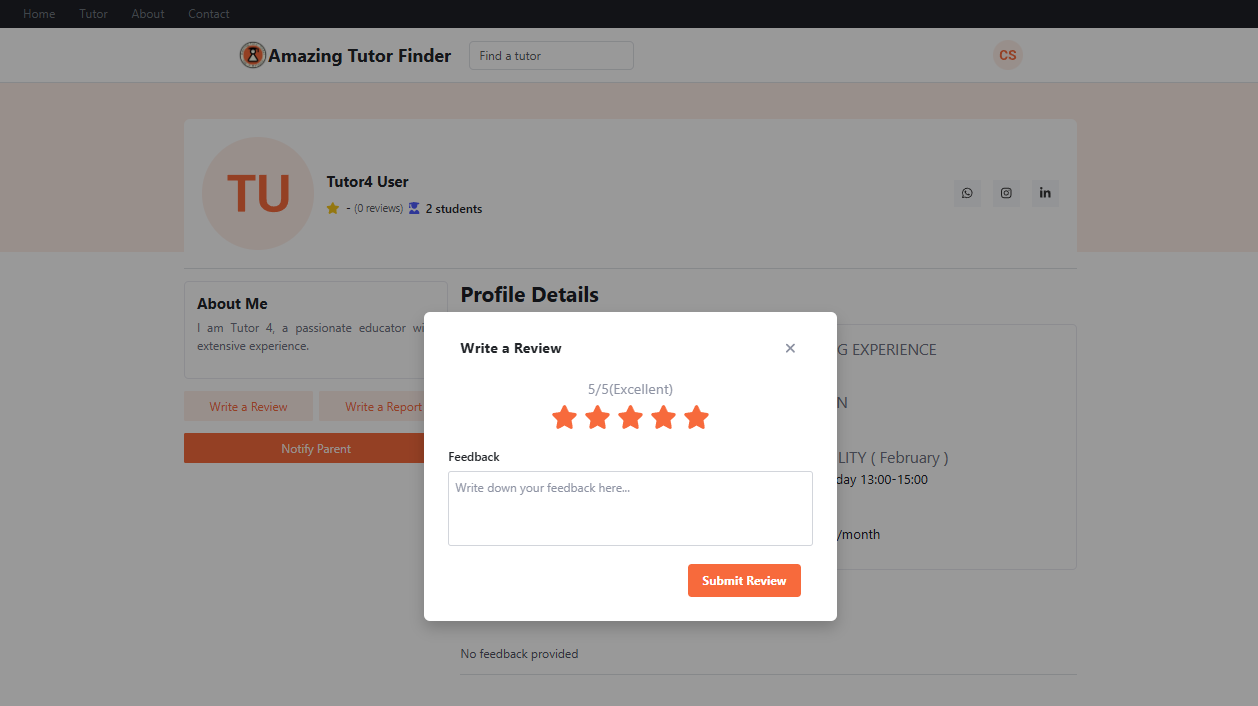 Home Tutor About Contact
Amazing Tutor Finder Find a tutor CS
TU
Tutor4 User
- (0 reviews) 2 students
About Me
I am Tutor 4, a passionate educator
extensive experience.
Write a Review Write a Report
Notify Parent
Profile Details
EXPERIENCE
( February )
13:00-15:00
/month
Write a Review
5/5(Excellent)
Feedback
Write down your feedback here...
Submit Review
No feedback provided